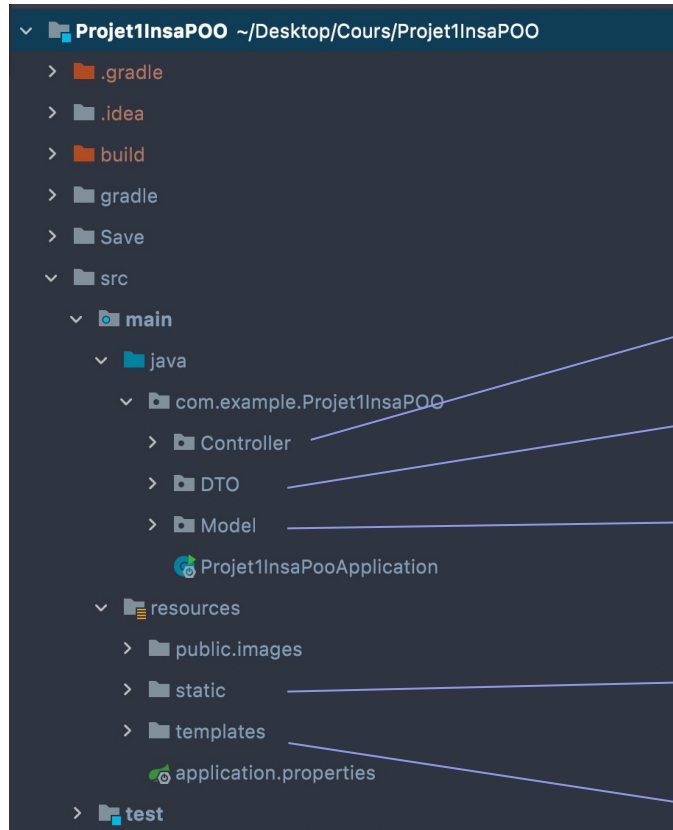 Projet1InsaPOO ~/Desktop/Cours/Projet1InsaPOO
.gradle
.idea
build
gradle
Save
src
main
java
com.example.Projet1InsaPOO
Controller
DTO
Model
Projet1InsaPooApplication
resources
public.images
static
templates
application.properties
test